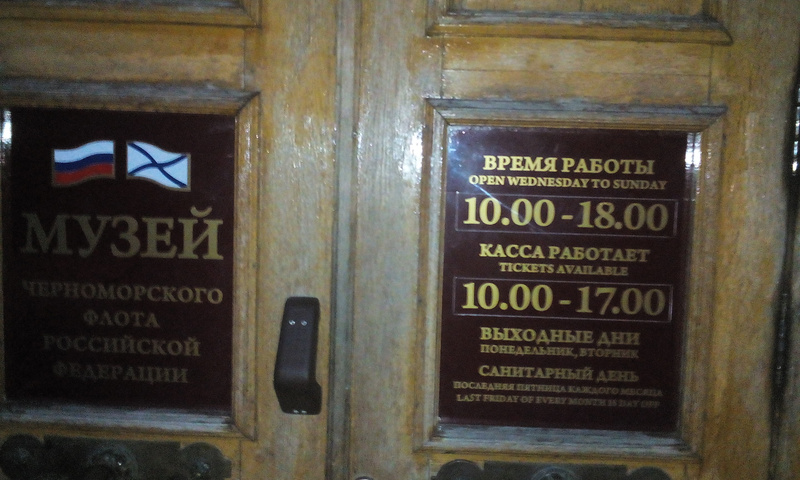 МУЗЕЙ
ЧЕРНОМОРСКОГО
ФЛОТА
РОССИЙСКОЙ
ФЕДЕРАЦИИ
ВРЕМЯ РАБОТЫ
OPEN WEDNESDAY TO SUNDAY
10.00 - 18.00
КАССА РАБОТАЕТ
TICKETS AVAILABLE
10.00 - 17.00
ВЫХОДНЫЕ ДНИ
ПОНЕДЕЛЬНИК, ВТОРНИК
САНИТАРНЫЙ ДЕНЬ
ПОСЛЕДНЯЯ ПЯТНИЦА КАЖДОГО МЕСЯЦА
LAST FRIDAY OF EVERY MONTH IS DAY OFF